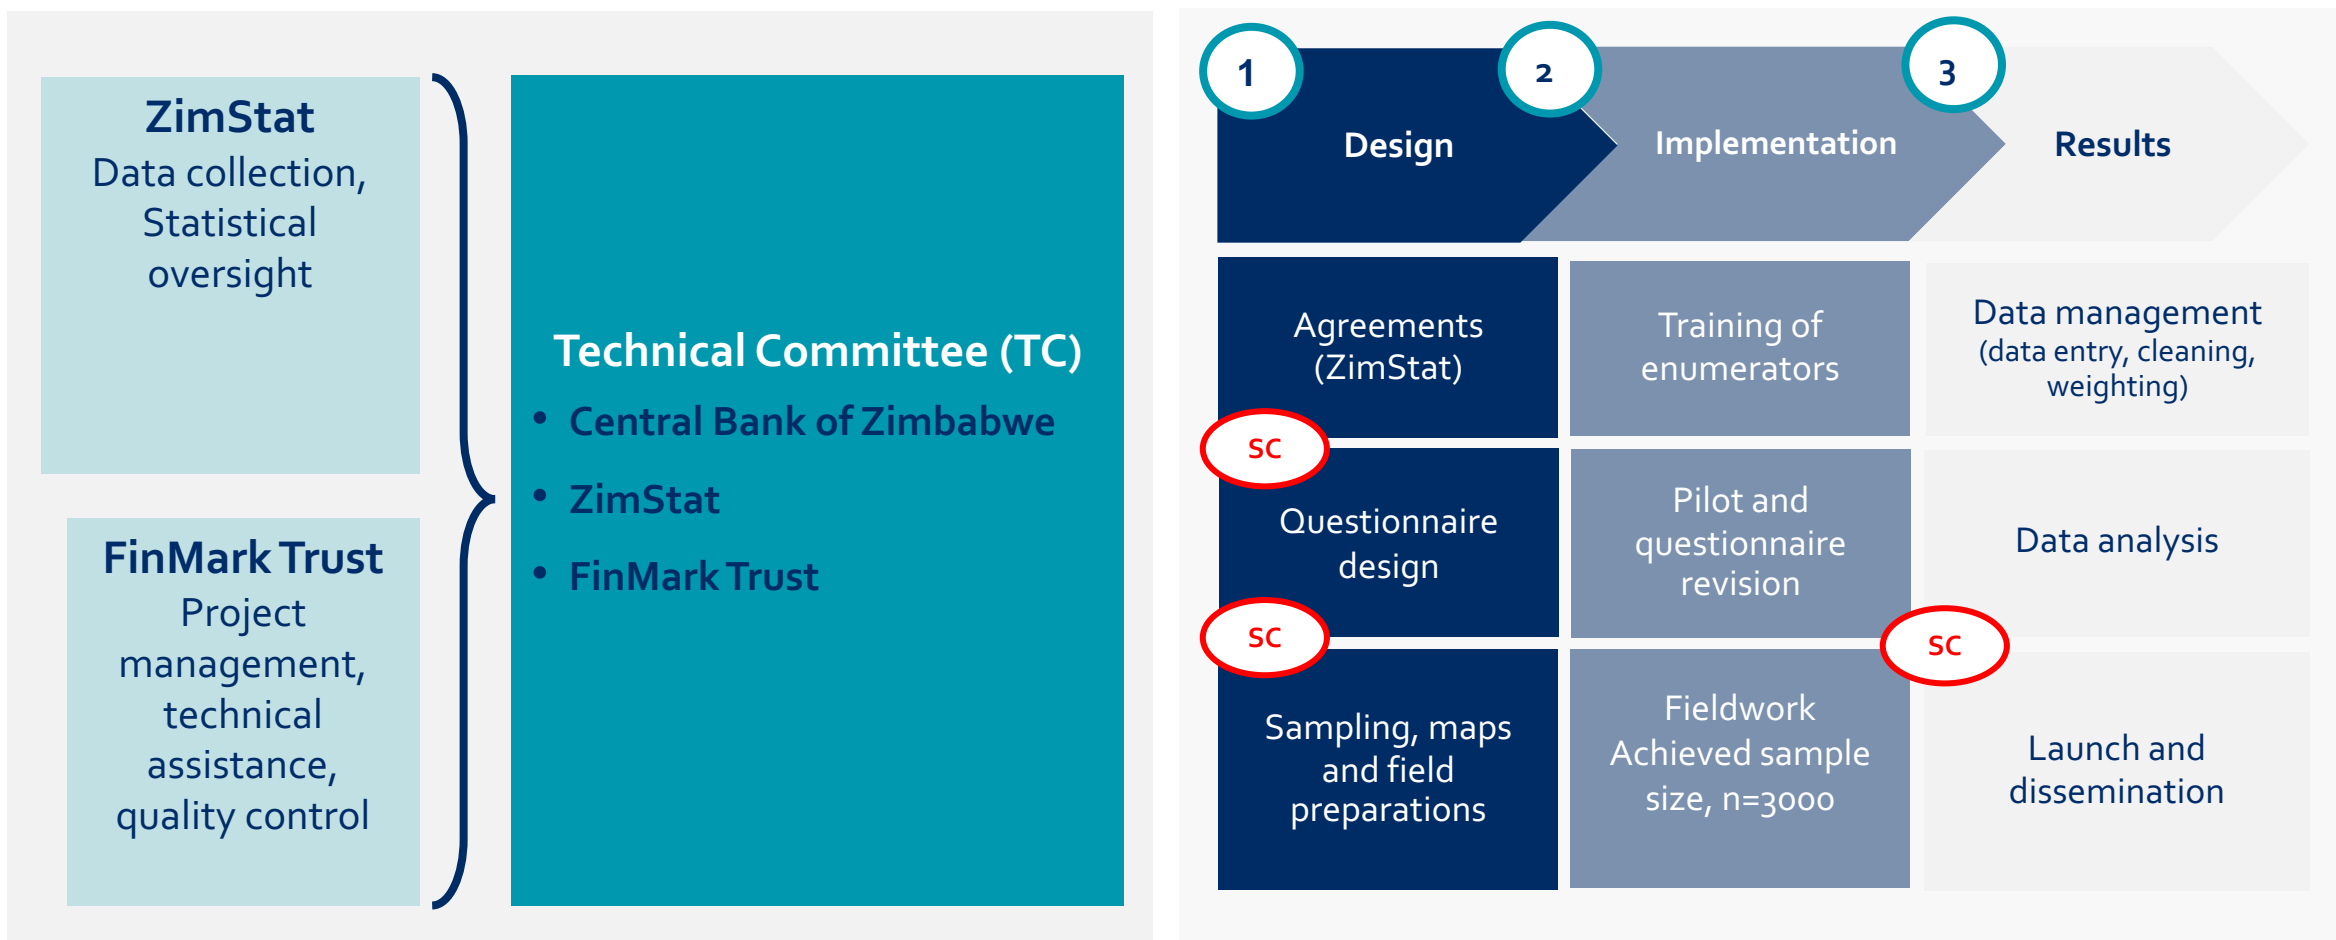 ZimStat
Data collection,
Statistical
oversight
FinMark Trust
Project
management,
technical
assistance,
quality control
Technical Committee (TC)
• Central Bank of Zimbabwe
• ZimStat
• FinMark Trust
1
Design
2
Implementation
3
Results
Agreements
(ZimStat)
SC
Questionnaire
design
SC
Sampling, maps
and field
preparations
Training of
enumerators
Pilot and
questionnaire
revision
Fieldwork
Achieved sample
size, n=3000
Data management
(data entry, cleaning,
weighting)
Data analysis
SC
Launch and
dissemination